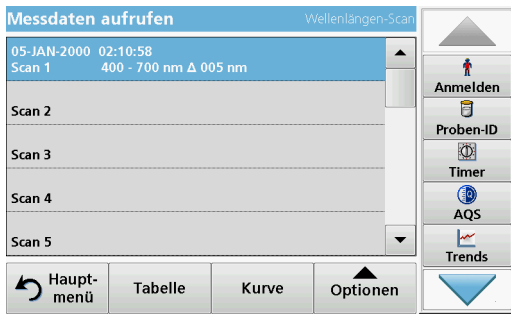 Messdaten aufrufen
Wellenlängen-Scan
05-JAN-2000 02:10:58
Scan 1 400 - 700 nm Δ 005 nm
Scan 2
Scan 3
Scan 4
Scan 5
Anmelden
Proben-ID
Timer
AQS
Trends
Haupt-
menü
Tabelle
Kurve
Optionen